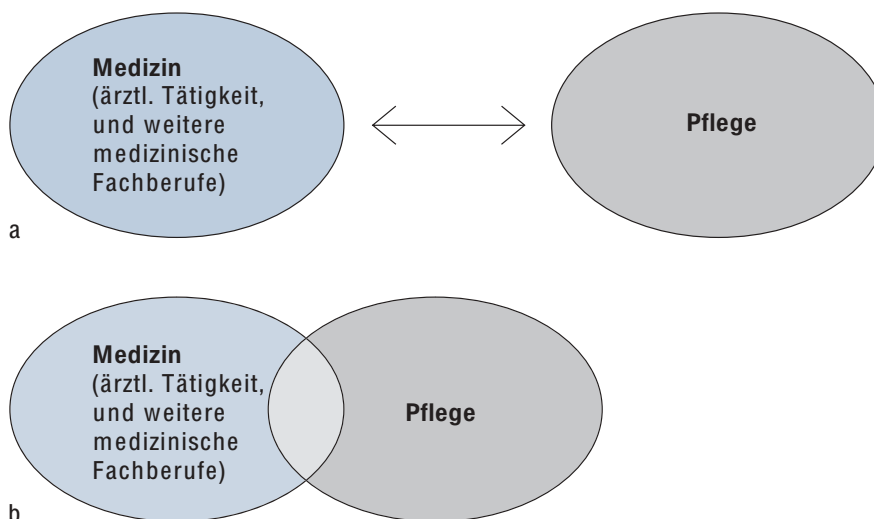 Medizin
(ärztl. Tätigkeit,
und weitere
medizinische
Fachberufe)
Pflege
a
Medizin
(ärztl. Tätigkeit,
und weitere
medizinische
Fachberufe)
Pflege
b